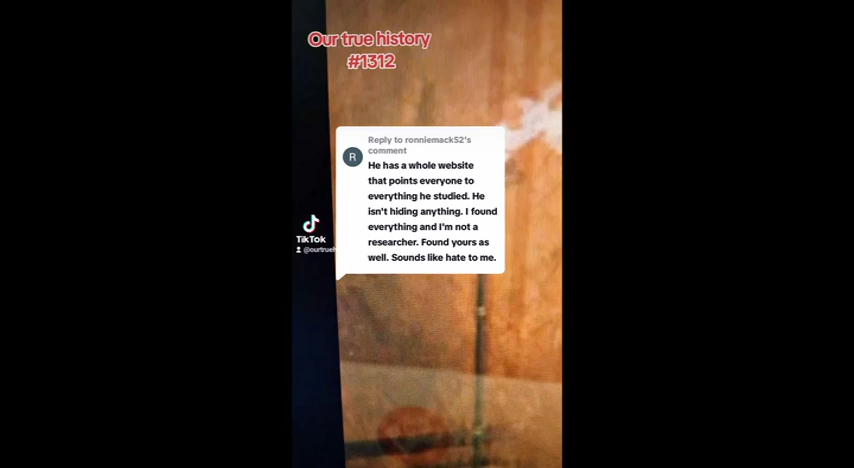 Our true history
#1312
Reply to ronniemack52's
comment
R
He has a whole website
that points everyone to
everything he studied. He
isn't hiding anything. I found
everything and I'm not a
researcher. Found yours as
well. Sounds like hate to me.
TikTok